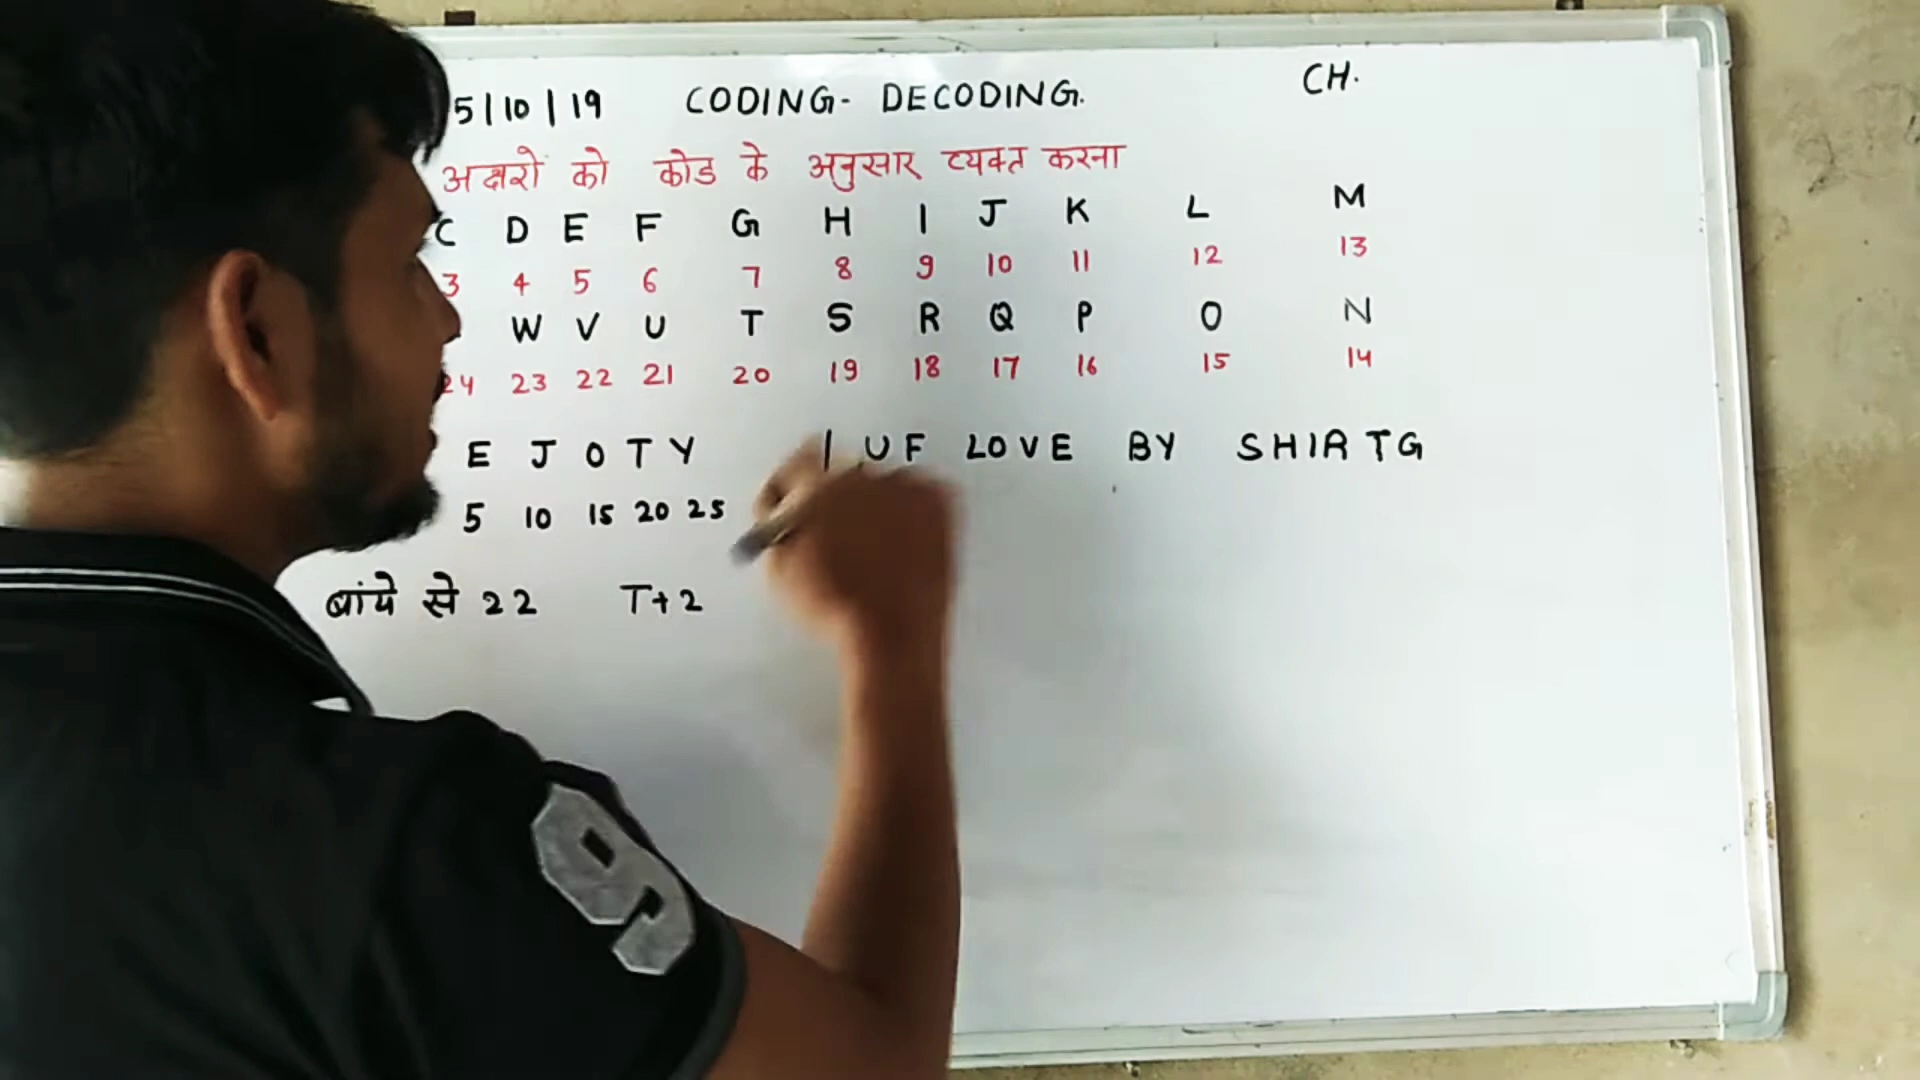 5|10|19 CODING- DECODING. CH.
अक्षरों को कोड के अनुसार व्यक्त करना
C D E F G H I J K L M
3 4 5 6 7 8 9 10 11 12 13
W V U T S R Q P O N
24 23 22 21 20 19 18 17 16 15 14
E J O T Y | UF LOVE BY SHIRTG
5 10 15 20 25
बांये से 22 T+2
9